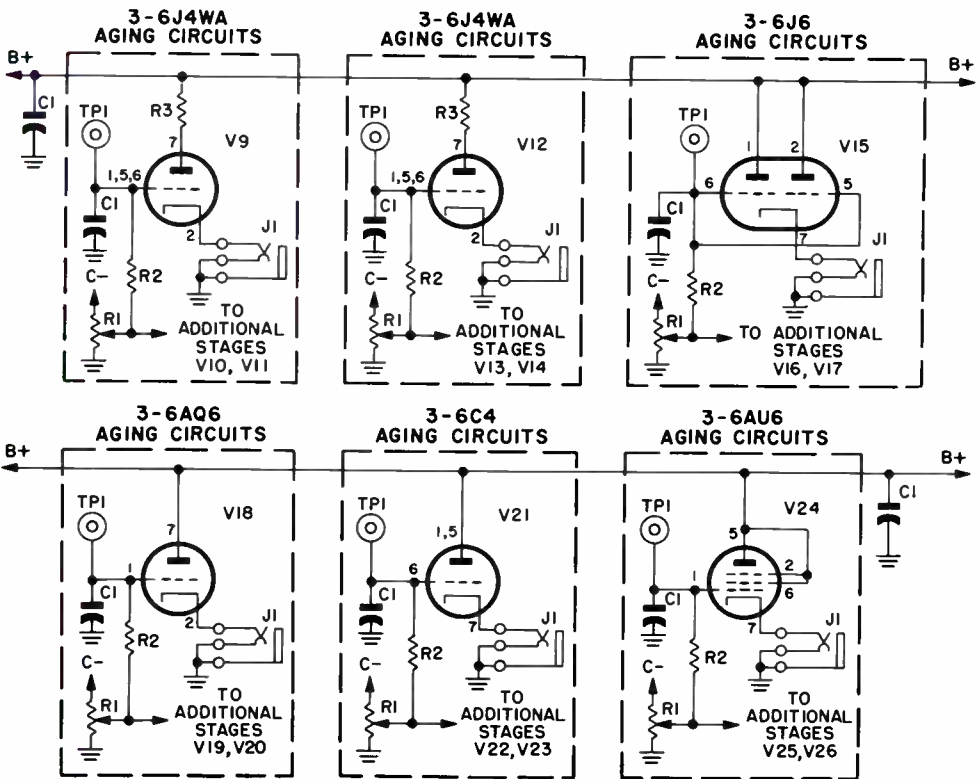 3-6J4WA
AGING CIRCUITS
3-6J4WA
AGING CIRCUITS
3-6J6
AGING CIRCUITS
B+
B+
C1
TP1
R3
7
V9
1,5,6
C1
2
J1
C-
R2
R1
TO
ADDITIONAL
STAGES
V10, V11
TP1
R3
7
V12
1,5,6
C1
2
J1
C-
R2
R1
TO
ADDITIONAL
STAGES
V13, V14
TP1
1
2
V15
6
5
C1
7
J1
C-
R2
R1
TO ADDITIONAL
STAGES
V16, V17
3-6AQ6
AGING CIRCUITS
3-6C4
AGING CIRCUITS
3-6AU6
AGING CIRCUITS
B+
B+
C1
TP1
7
V18
1
C1
2
J1
C-
R2
R1
TO
ADDITIONAL
STAGES
V19, V20
TP1
1,5
V21
6
C1
7
J1
C-
R2
R1
TO
ADDITIONAL
STAGES
V22, V23
TP1
5
V24
1
2
6
C1
7
J1
C-
R2
R1
TO
ADDITIONAL
STAGES
V25, V26